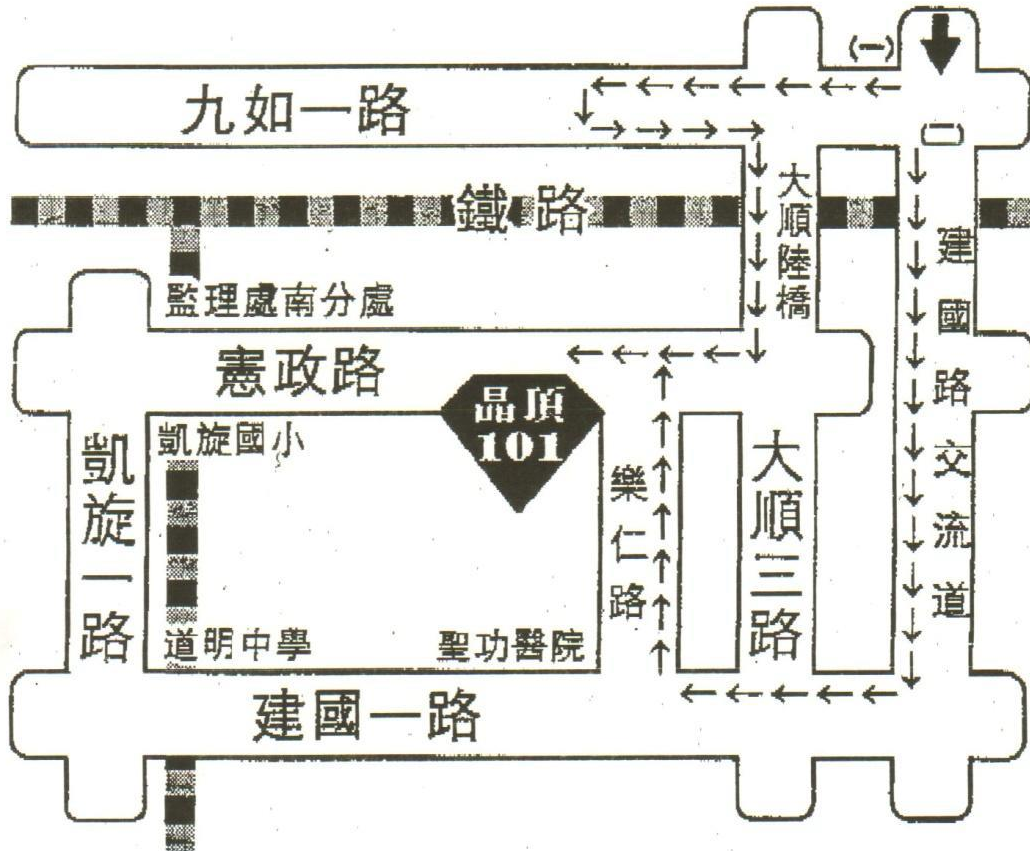 (一)
九如一路
(二)
鐵路
大順陸橋
建國路交流道
監理處南分處
憲政路
晶頂
101
凱旋國小
凱旋一路
樂仁路
大順三路
道明中學
聖功醫院
建國一路